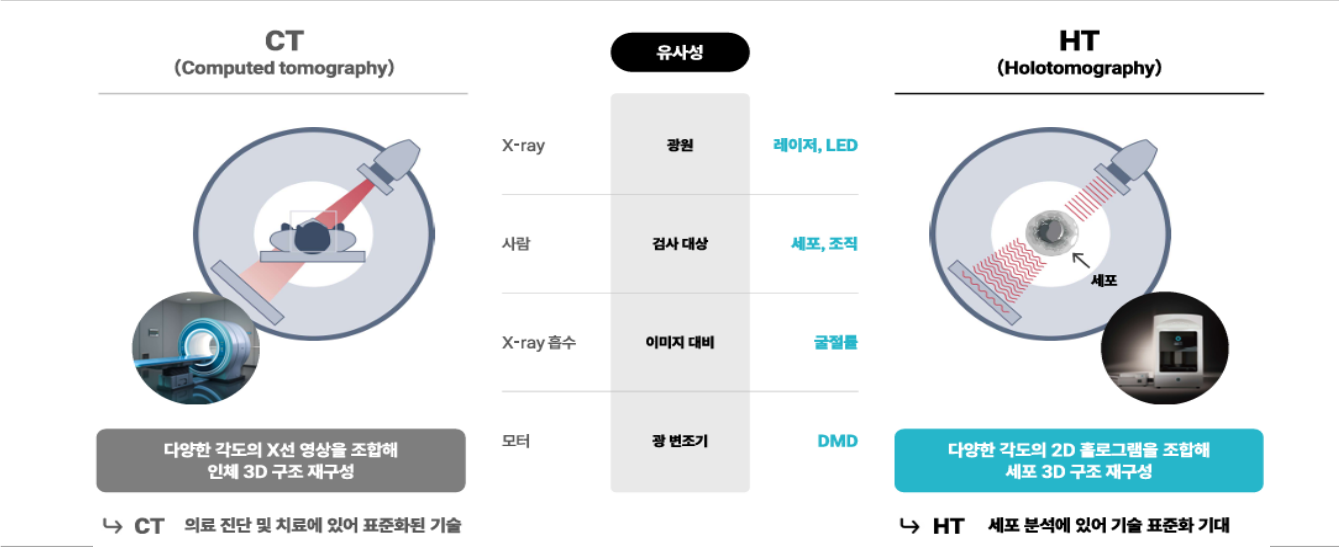 CT
(Computed tomography)
유사성
HT
(Holotomography)
X-ray
광원
레이저, LED
사람
검사 대상
세포, 조직
세포
X-ray 흡수
이미지 대비
굴절률
모터
광 변조기
DMD
다양한 각도의 X선 영상을 조합해
인체 3D 구조 재구성
다양한 각도의 2D 홀로그램을 조합해
세포 3D 구조 재구성
↳ CT 의료 진단 및 치료에 있어 표준화된 기술
↳ HT 세포 분석에 있어 기술 표준화 기대